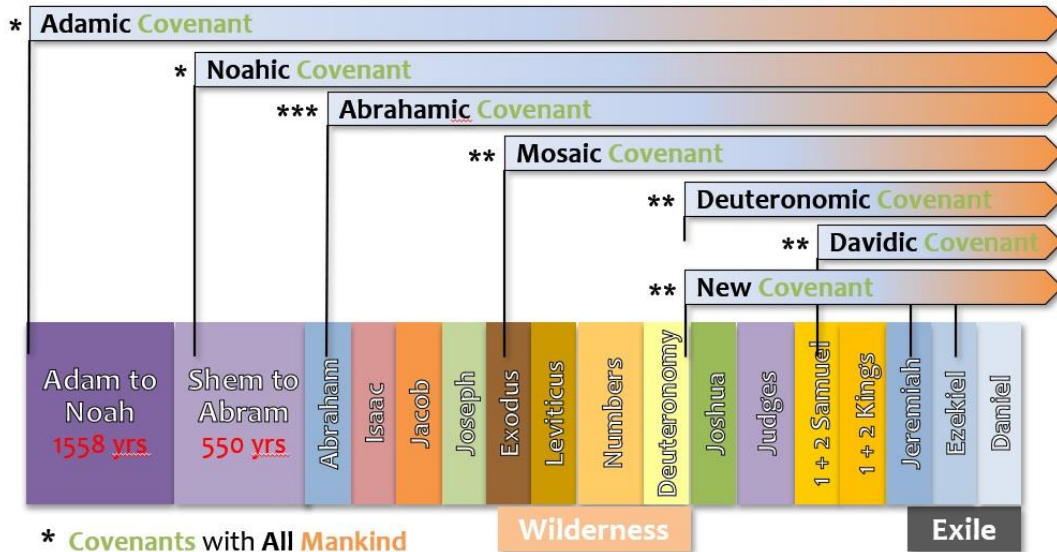 * Adamic Covenant
* Noahic Covenant
*** Abrahamic Covenant
** Mosaic Covenant
** Deuteronomic Covenant
** Davidic Covenant
** New Covenant
Adam to
Noah
1558 yrs
Shem to
Abram
550 yrs
Abraham
Isaac
Jacob
Joseph
Exodus
Leviticus
Numbers
Deuteronomy
Joshua
Judges
1 + 2 Samuel
1 + 2 Kings
Jeremiah
Ezekiel
Daniel
Wilderness
Exile
* Covenants with All Mankind